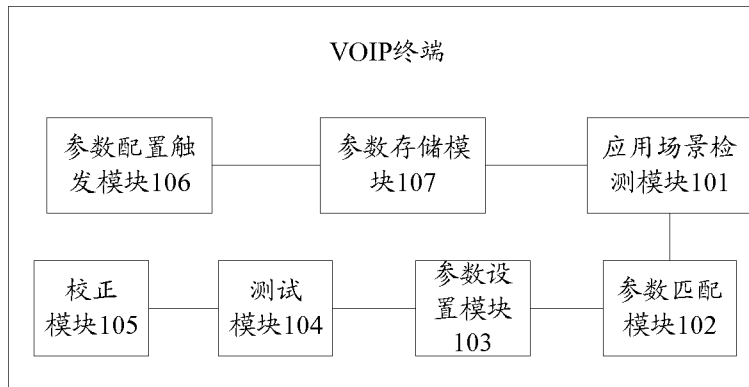 VOIP终端
参数配置触
发模块106
参数存储模
块107
应用场景检
测模块101
校正
模块105
测试
模块104
参数设
置模块
103
参数匹配
模块102